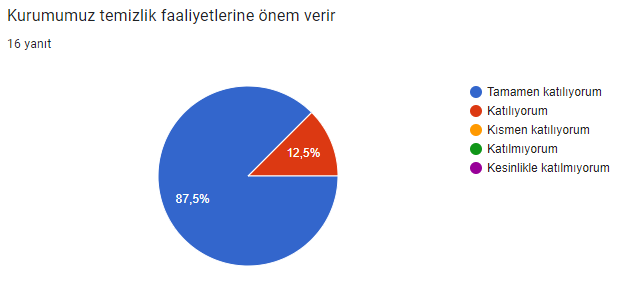 Kurumumuz temizlik faaliyetlerine önem verir
16 yanıt
Tamamen katılıyorum
Katılıyorum
Kısmen katılıyorum
Katılmıyorum
Kesinlikle katılmıyorum
12,5%
87,5%